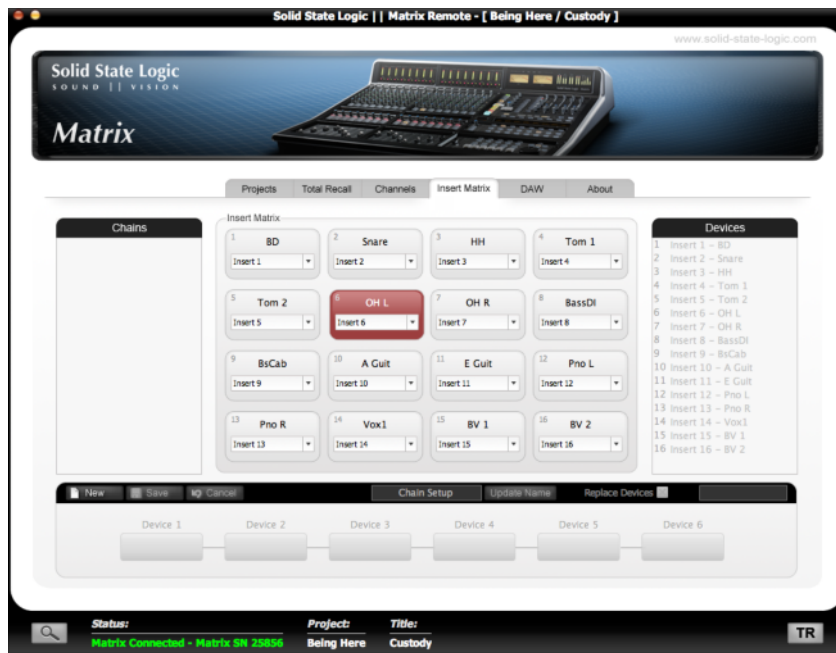 Solid State Logic || Matrix Remote - [ Being Here / Custody ]
www.solid-state-logic.com
Solid State Logic
SOUND || VISION
Matrix
Projects Total Recall Channels Insert Matrix DAW About
Chains
Insert Matrix
1 BD 2 Snare 3 HH 4 Tom 1
Insert 1 Insert 2 Insert 3 Insert 4
5 Tom 2 6 OH L 7 OH R 8 BassDI
Insert 5 Insert 6 Insert 7 Insert 8
9 BsCab 10 A Guit 11 E Guit 12 Pno L
Insert 9 Insert 10 Insert 11 Insert 12
13 Pno R 14 Vox1 15 BV 1 16 BV 2
Insert 13 Insert 14 Insert 15 Insert 16
Devices
1 Insert 1 – BD
2 Insert 2 – Snare
3 Insert 3 – HH
4 Insert 4 – Tom 1
5 Insert 5 – Tom 2
6 Insert 6 – OH L
7 Insert 7 – OH R
8 Insert 8 – BassDI
9 Insert 9 – BsCab
10 Insert 10 – A Guit
11 Insert 11 – E Guit
12 Insert 12 – Pno L
13 Insert 13 – Pno R
14 Insert 14 – Vox1
15 Insert 15 – BV 1
16 Insert 16 – BV 2
New Save Cancel Chain Setup Update Name Replace Devices
Device 1 Device 2 Device 3 Device 4 Device 5 Device 6
Status: Project: Title:
Matrix Connected - Matrix SN 25856 Being Here Custody
TR